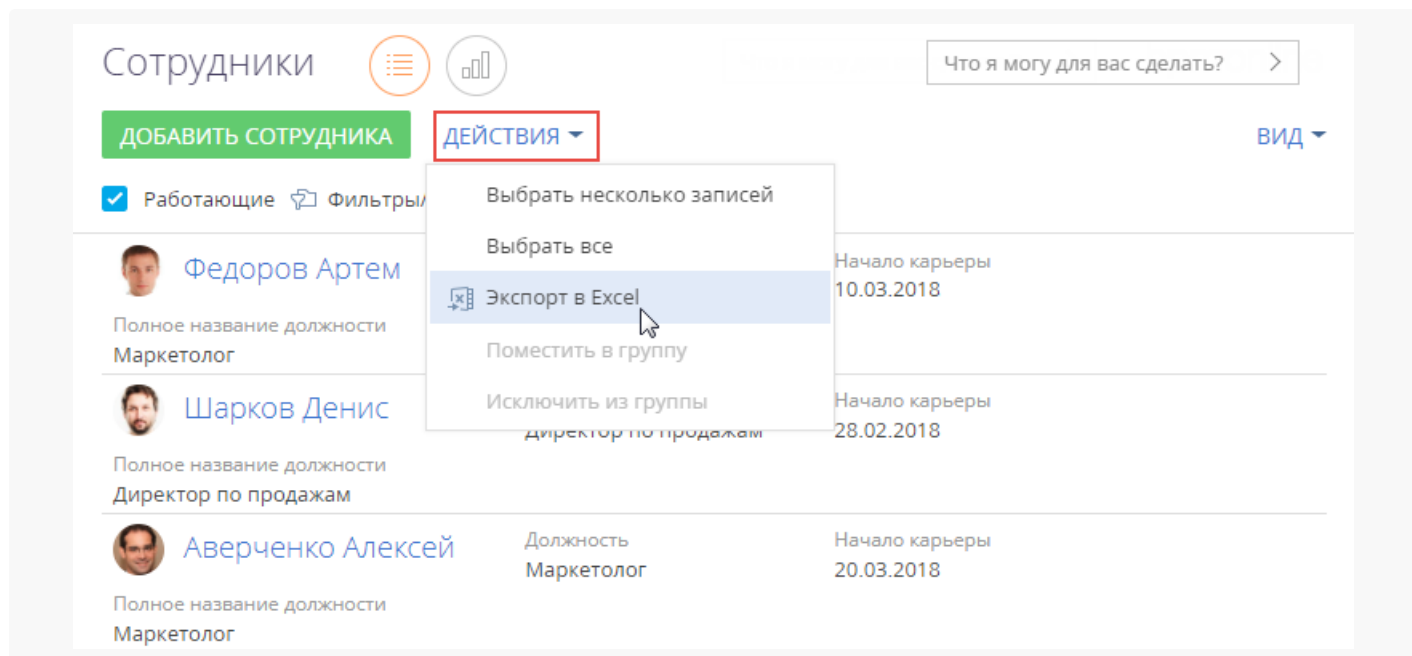 Сотрудники
Что я могу для вас сделать?
ДОБАВИТЬ СОТРУДНИКА ДЕЙСТВИЯ ВИД
Работающие Фильтры/
Выбрать несколько записей
Выбрать все
Экспорт в Excel
Поместить в группу
Исключить из группы
Федоров Артем
Начало карьеры
10.03.2018
Полное название должности
Маркетолог
Шарков Денис
Начало карьеры
Директор по продажам 28.02.2018
Полное название должности
Директор по продажам
Аверченко Алексей
Должность
Маркетолог
Начало карьеры
20.03.2018
Полное название должности
Маркетолог